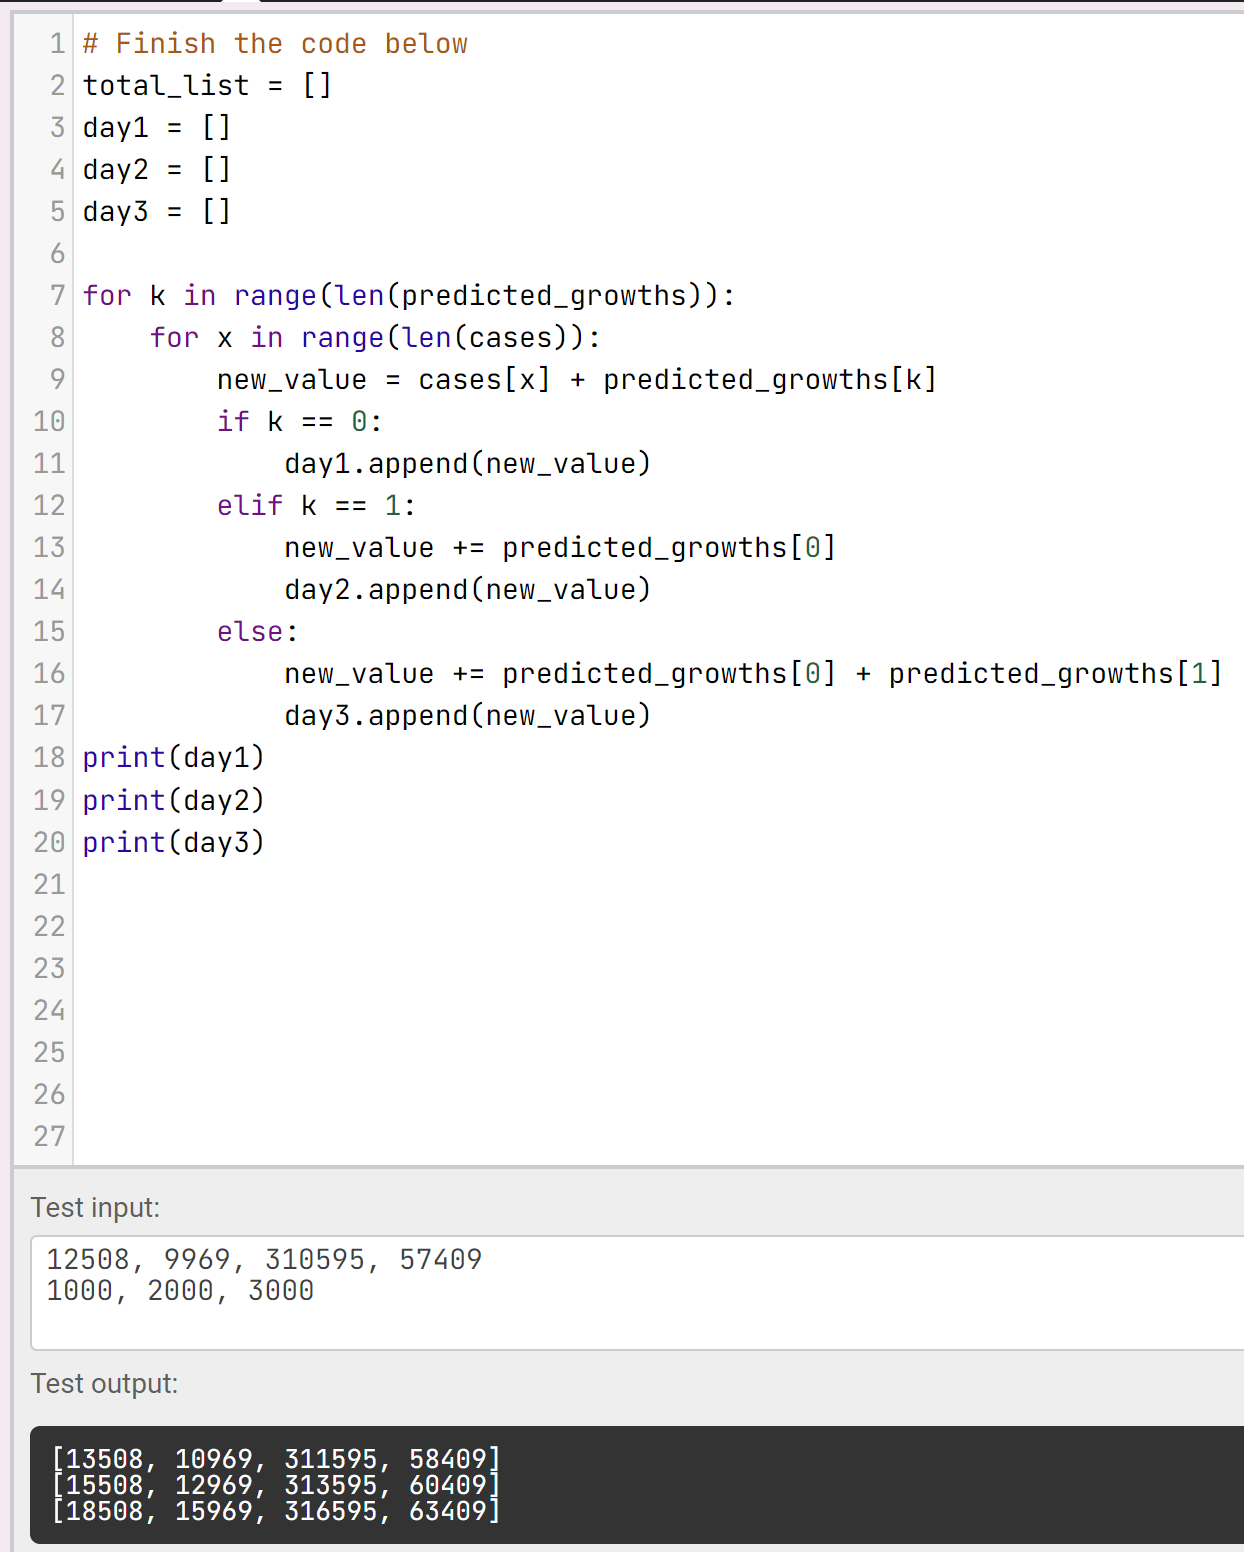 1 # Finish the code below
2 total_list = []
3 day1 = []
4 day2 = []
5 day3 = []
6
7 for k in range(len(predicted_growths)):
8     for x in range(len(cases)):
9         new_value = cases[x] + predicted_growths[k]
10         if k == 0:
11             day1.append(new_value)
12         elif k == 1:
13             new_value += predicted_growths[0]
14             day2.append(new_value)
15         else:
16             new_value += predicted_growths[0] + predicted_growths[1]
17             day3.append(new_value)
18 print(day1)
19 print(day2)
20 print(day3)
21
22
23
24
25
26
27
Test input:
12508, 9969, 310595, 57409
1000, 2000, 3000
Test output:
[13508, 10969, 311595, 58409]
[15508, 12969, 313595, 60409]
[18508, 15969, 316595, 63409]